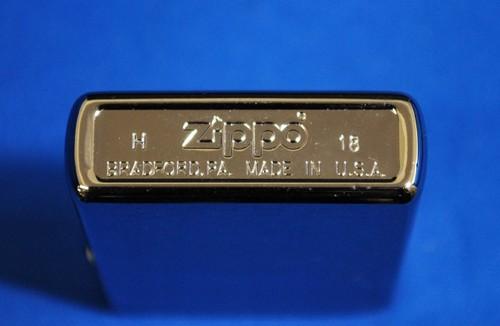 H Zippo® 18
BRADFORD, PA. MADE IN U.S.A.